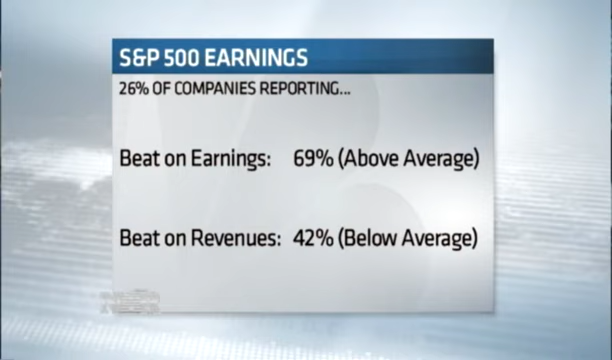 S&P 500 EARNINGS
26% OF COMPANIES REPORTING...
Beat on Earnings: 69% (Above Average)
Beat on Revenues: 42% (Below Average)